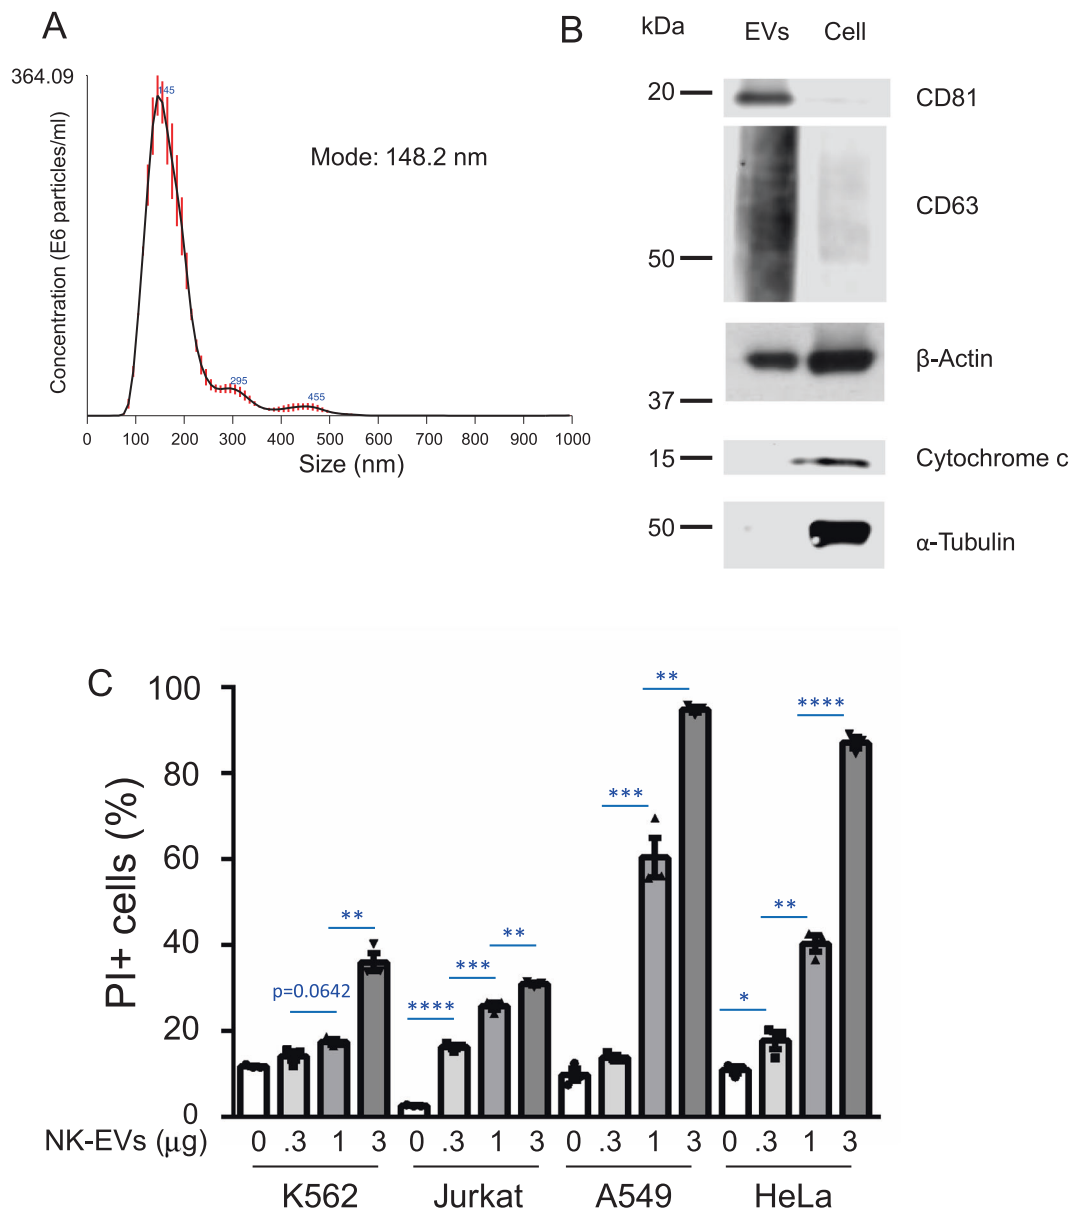 A
364.09
Concentration (E6 particles/ml)
145
Mode: 148.2 nm
295
455
0 100 200 300 400 500 600 700 800 900 1000
Size (nm)
B
kDa EVs Cell
20 CD81
CD63
50
β-Actin
37
15 Cytochrome c
50
α-Tubulin
C
PI+ cells (%)
100
80
60
40
20
0
p=0.0642
**
****
***
**
***
**
*
**
****
NK-EVs (μg) 0 .3 1 3 0 .3 1 3 0 .3 1 3 0 .3 1 3
K562 Jurkat A549 HeLa